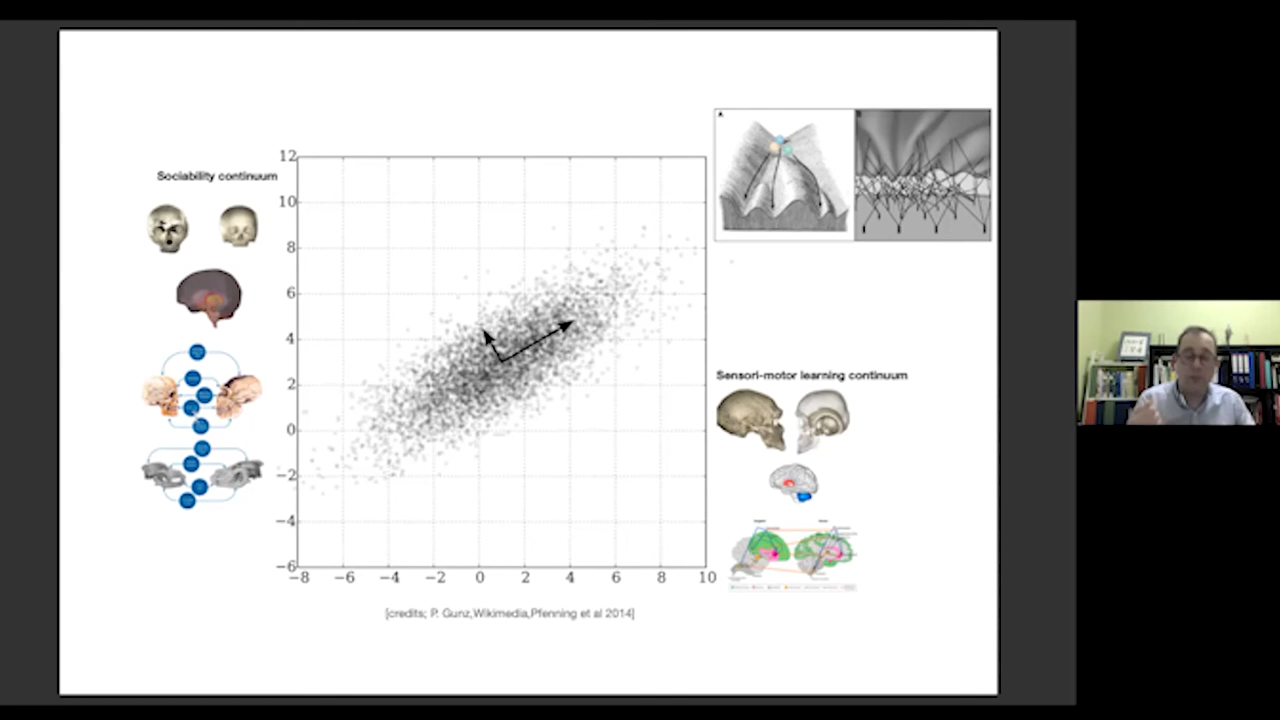 Sociability continuum
A
12
10
8
6
4
2
0
−2
−4
−6
−8 −6 −4 −2 0 2 4 6 8 10
Sensori-motor learning continuum
[credits; P. Gunz,Wikimedia,Pfenning et al 2014]